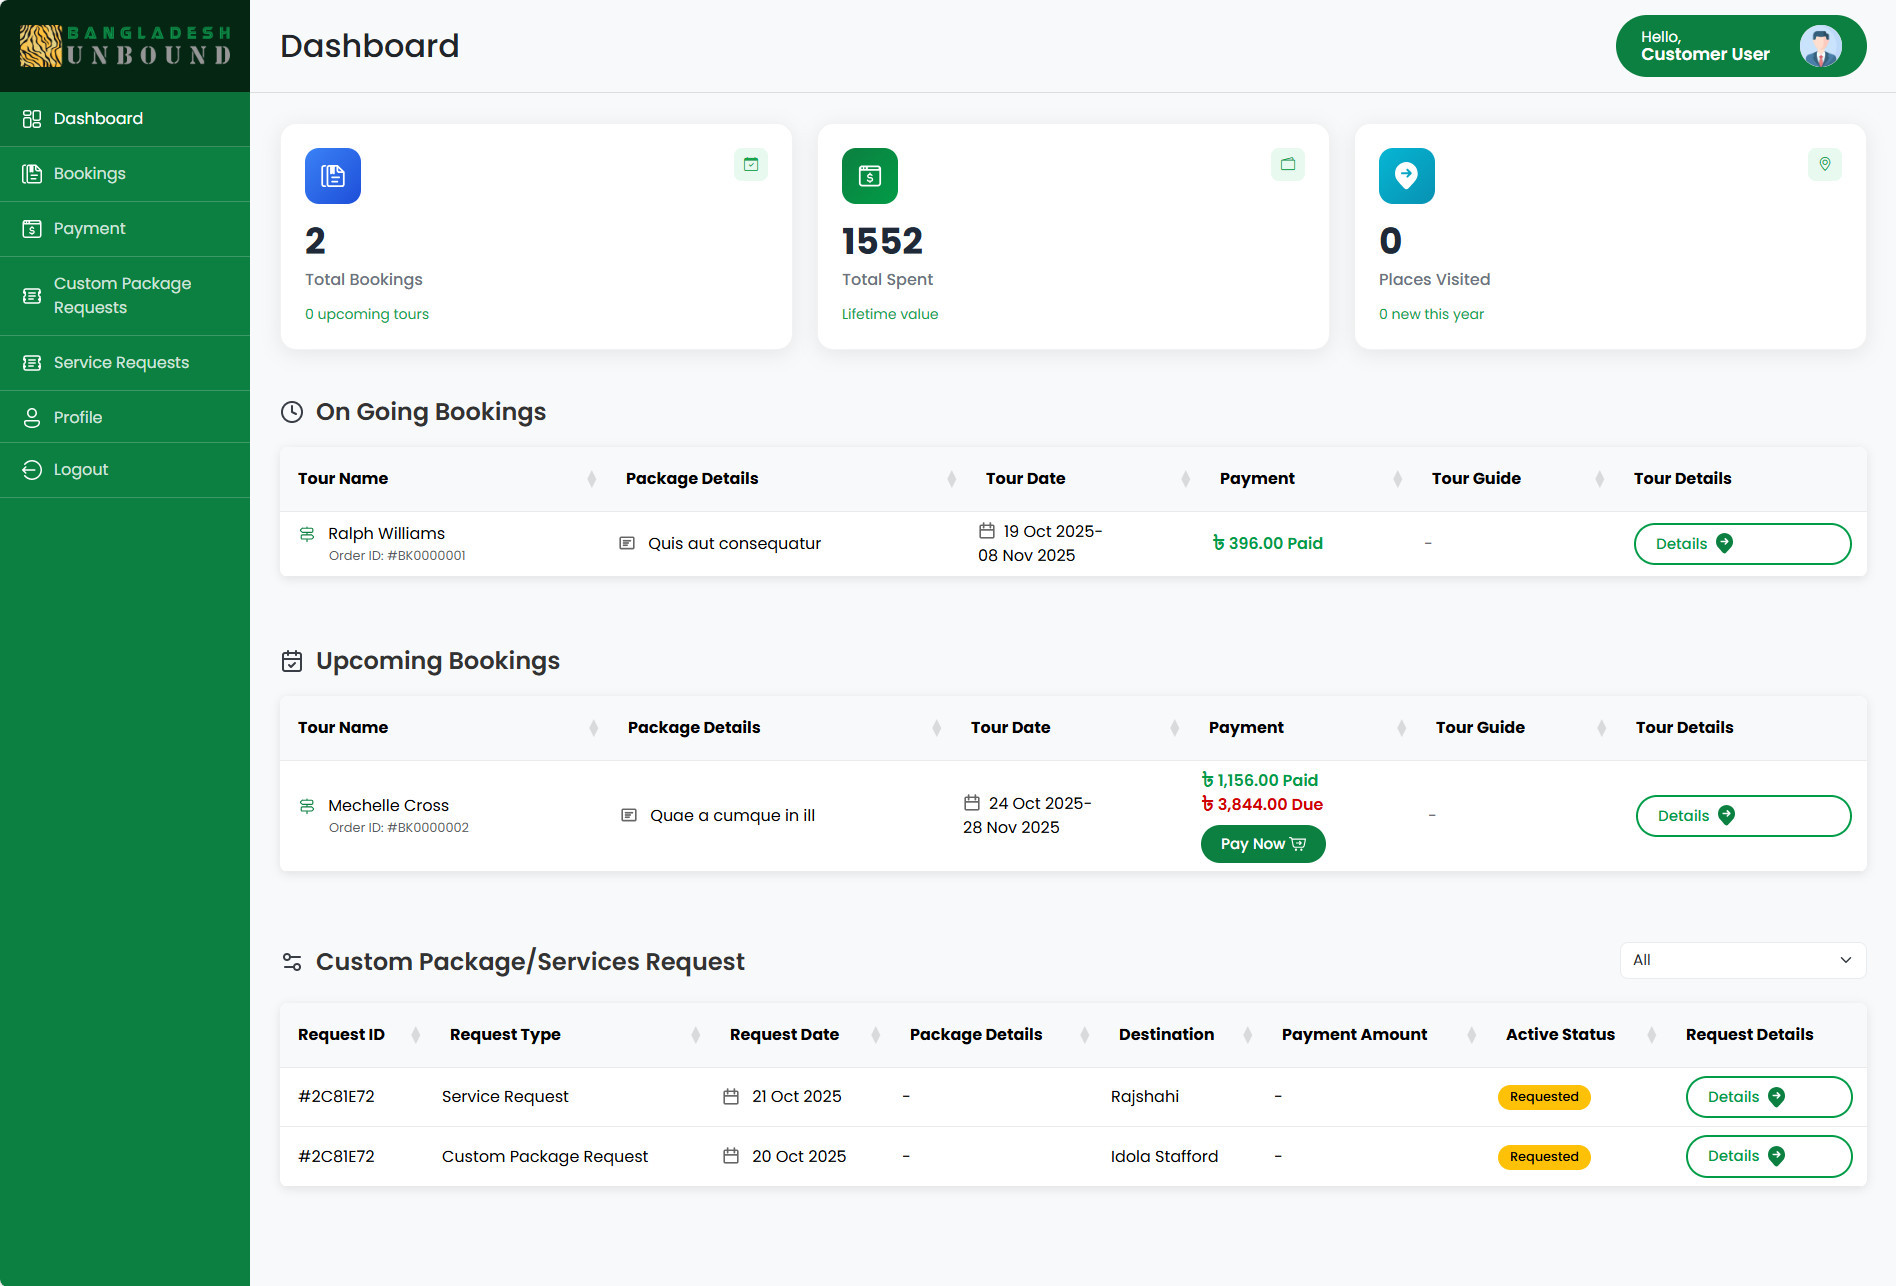 BANGLADESH
UNBOUND
Dashboard
Hello,
Customer User
Dashboard
Bookings
Payment
Custom Package
Requests
Service Requests
Profile
Logout
2
Total Bookings
0 upcoming tours
1552
Total Spent
Lifetime value
0
Places Visited
0 new this year
On Going Bookings
Tour Name Package Details Tour Date Payment Tour Guide Tour Details
Ralph Williams
Order ID: #BK0000001
Quis aut consequatur
19 Oct 2025-
08 Nov 2025
৳ 396.00 Paid
-
Details
Upcoming Bookings
Tour Name Package Details Tour Date Payment Tour Guide Tour Details
Mechelle Cross
Order ID: #BK0000002
Quae a cumque in ill
24 Oct 2025-
28 Nov 2025
৳ 1,156.00 Paid
৳ 3,844.00 Due
Pay Now
-
Details
Custom Package/Services Request
All
Request ID Request Type Request Date Package Details Destination Payment Amount Active Status Request Details
#2C81E72 Service Request 21 Oct 2025 - Rajshahi - Requested Details
#2C81E72 Custom Package Request 20 Oct 2025 - Idola Stafford - Requested Details